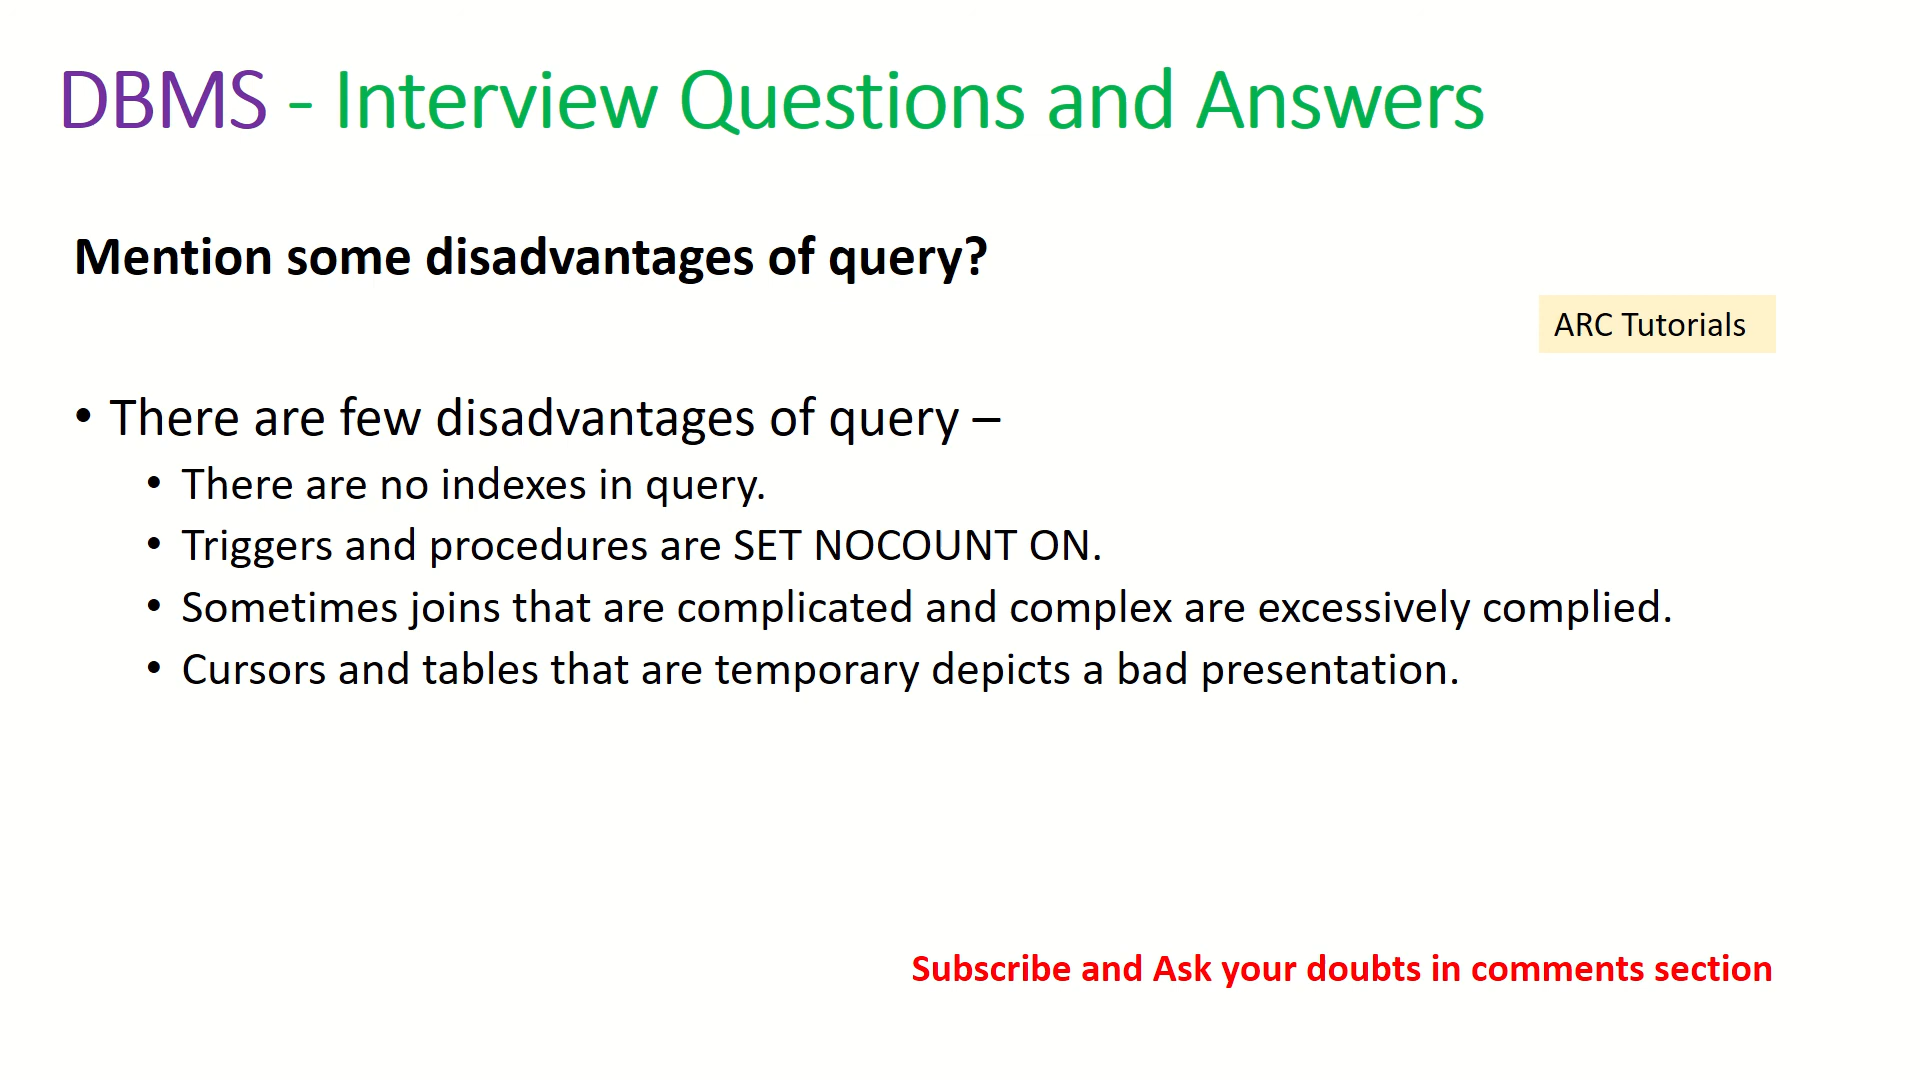 DBMS - Interview Questions and Answers
Mention some disadvantages of query?
ARC Tutorials
• There are few disadvantages of query –
• There are no indexes in query.
• Triggers and procedures are SET NOCOUNT ON.
• Sometimes joins that are complicated and complex are excessively complied.
• Cursors and tables that are temporary depicts a bad presentation.
Subscribe and Ask your doubts in comments section